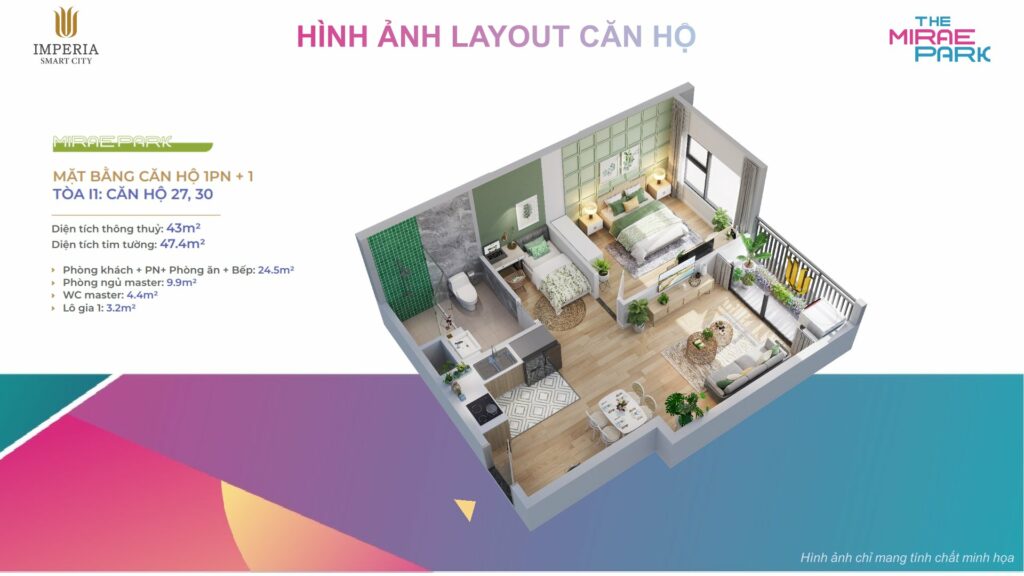 IMPERIA
SMART CITY
HÌNH ẢNH LAYOUT CĂN HỘ
THE
MIRAE
PARK
MIRAE PARK
MẶT BẰNG CĂN HỘ 1PN + 1
TÒA I1: CĂN HỘ 27, 30
Diện tích thông thuỷ: 43m²
Diện tích tim tường: 47.4m²
Phòng khách + PN+ Phòng ăn + Bếp: 24.5m²
Phòng ngủ master: 9.9m²
WC master: 4.4m²
Lô gia 1: 3.2m²
Hình ảnh chỉ mang tính chất minh họa